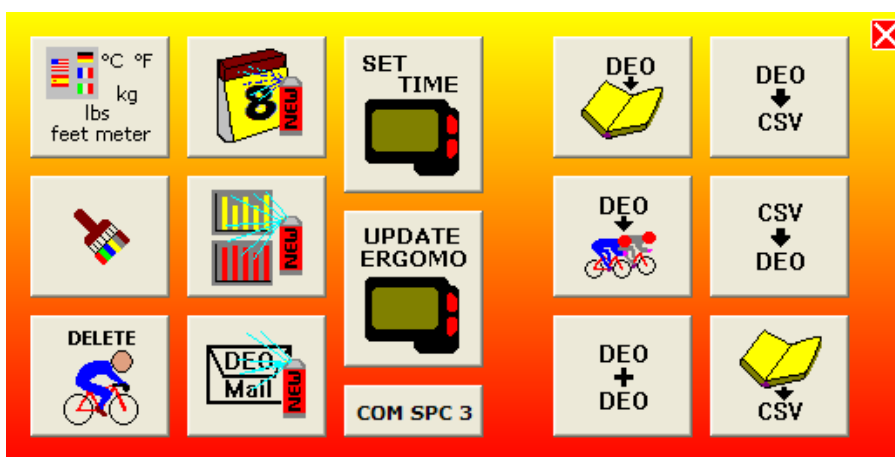 °C °F
kg
lbs
feet meter
8
NEW
SET
TIME
DEO
DEO
CSV
NEW
UPDATE
ERGOMO
DEO
CSV
DEO
DELETE
DEO
Mail
NEW
COM SPC 3
DEO
+
DEO
CSV